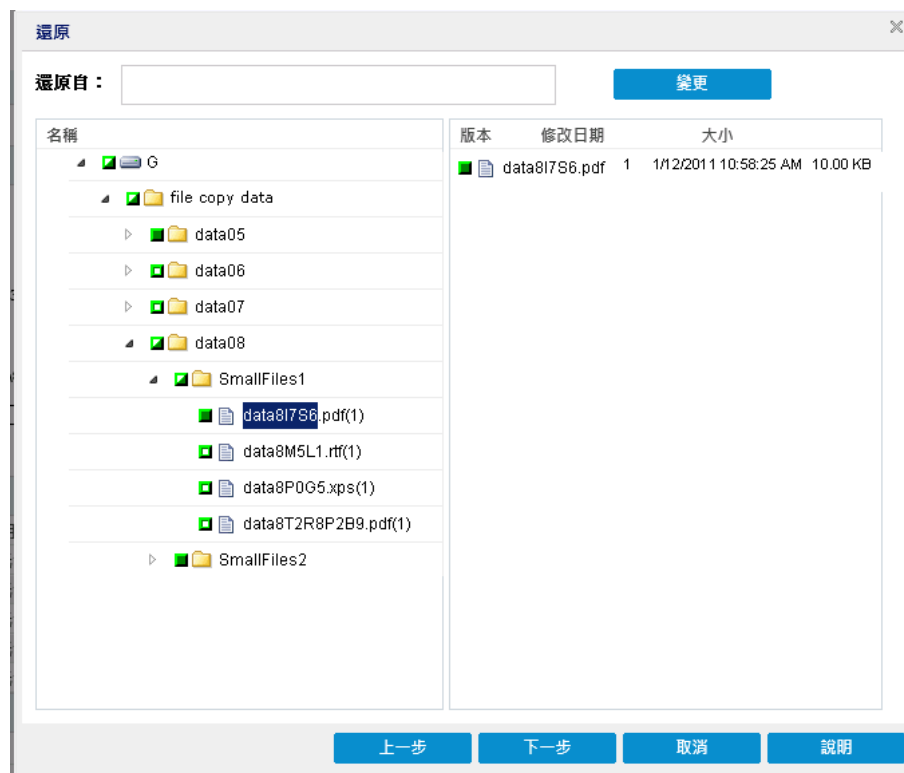 還原
還原自：
變更
名稱
G
file copy data
data05
data06
data07
data08
SmallFiles1
data8I7S6.pdf(1)
data8M5L1.rtf(1)
data8P0G5.xps(1)
data8T2R8P2B9.pdf(1)
SmallFiles2
版本 修改日期 大小
data8I7S6.pdf 1 1/12/2011 10:58:25 AM 10.00 KB
上一步 下一步 取消 說明